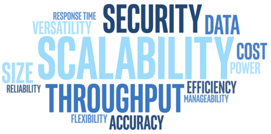 RESPONSE TIME
SECURITY
VERSATILITY
DATA
SCALABILITY
COST
SIZE
POWER
RELIABILITY
THROUGHPUT
EFFICIENCY
MANAGEABILITY
FLEXIBILITY
ACCURACY